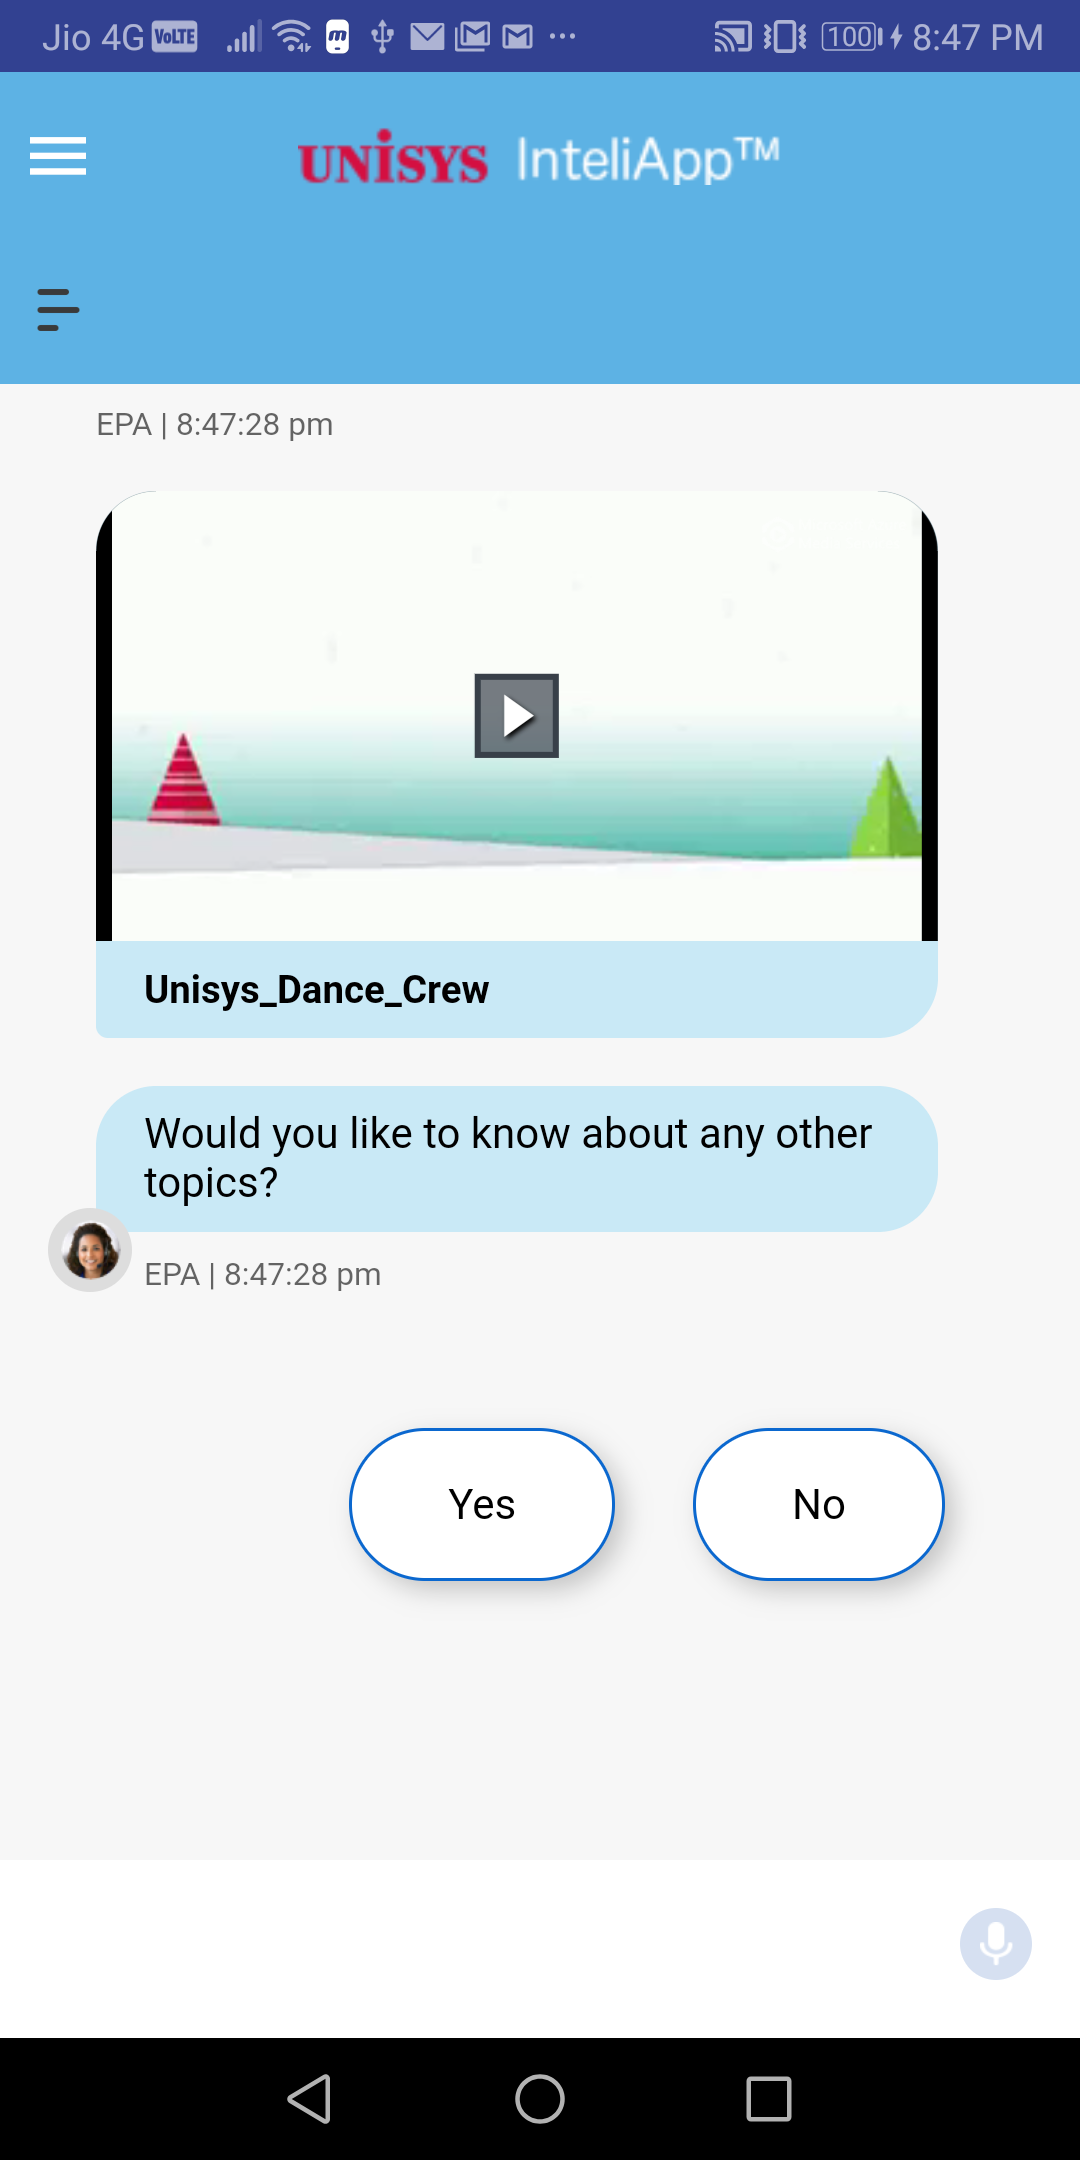 Jio 4G VoLTE 100 8:47 PM
UNiSYS InteliApp™
EPA | 8:47:28 pm
Unisys_Dance_Crew
Would you like to know about any other
topics?
EPA | 8:47:28 pm
Yes No